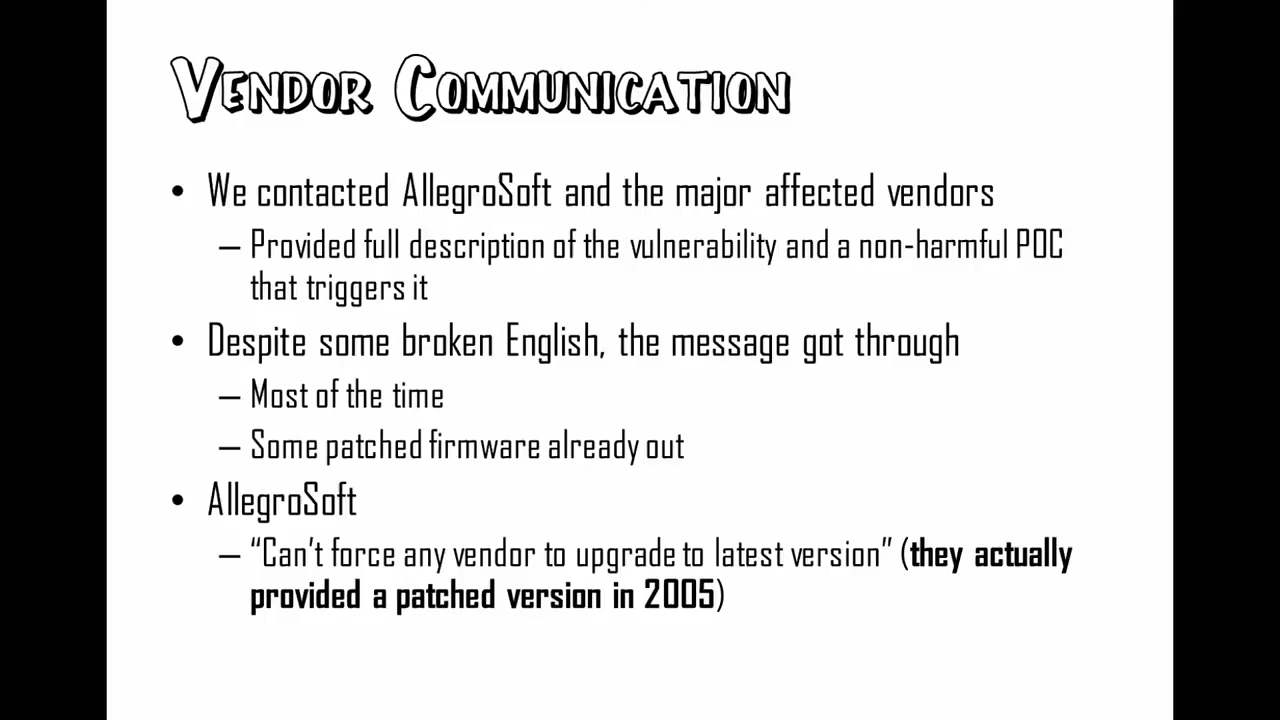 VENDOR COMMUNICATION
• We contacted AllegroSoft and the major affected vendors
– Provided full description of the vulnerability and a non-harmful POC
that triggers it
• Despite some broken English, the message got through
– Most of the time
– Some patched firmware already out
• AllegroSoft
– “Can’t force any vendor to upgrade to latest version” (they actually
provided a patched version in 2005)